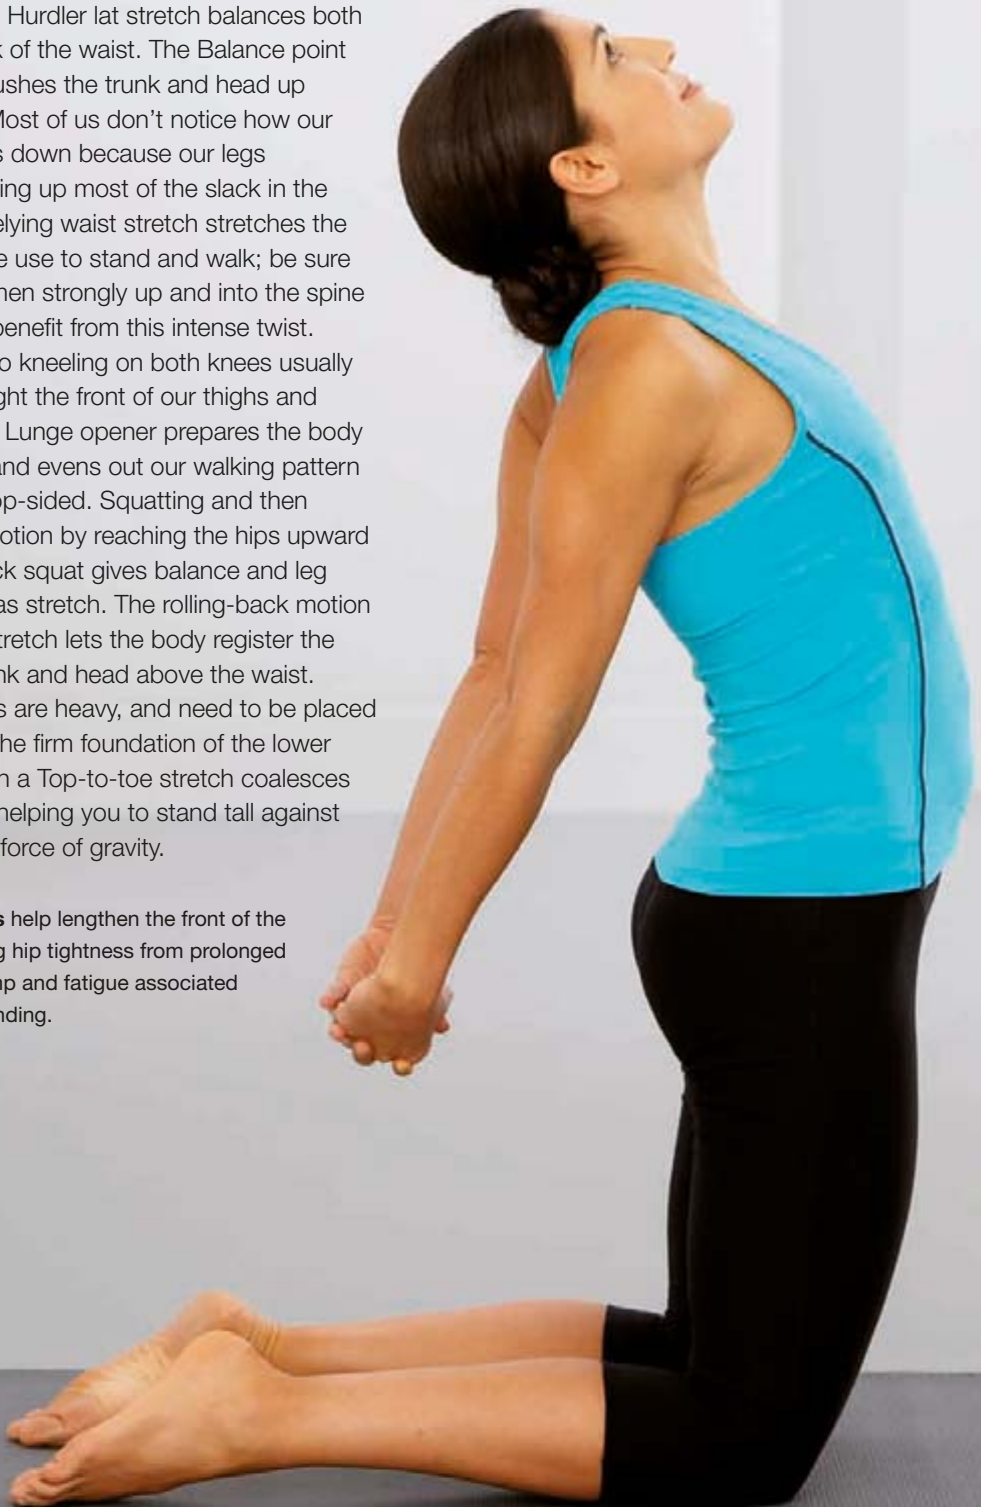 Hurdler lat stretch balances both
k of the waist. The Balance point
ushes the trunk and head up
Most of us don't notice how our
s down because our legs
ing up most of the slack in the
elying waist stretch stretches the
e use to stand and walk; be sure
men strongly up and into the spine
benefit from this intense twist.
o kneeling on both knees usually
ght the front of our thighs and
Lunge opener prepares the body
and evens out our walking pattern
op-sided. Squatting and then
otion by reaching the hips upward
ck squat gives balance and leg
as stretch. The rolling-back motion
tretch lets the body register the
nk and head above the waist.
s are heavy, and need to be placed
he firm foundation of the lower
n a Top-to-toe stretch coalesces
helping you to stand tall against
force of gravity.
s help lengthen the front of the
g hip tightness from prolonged
mp and fatigue associated
nding.